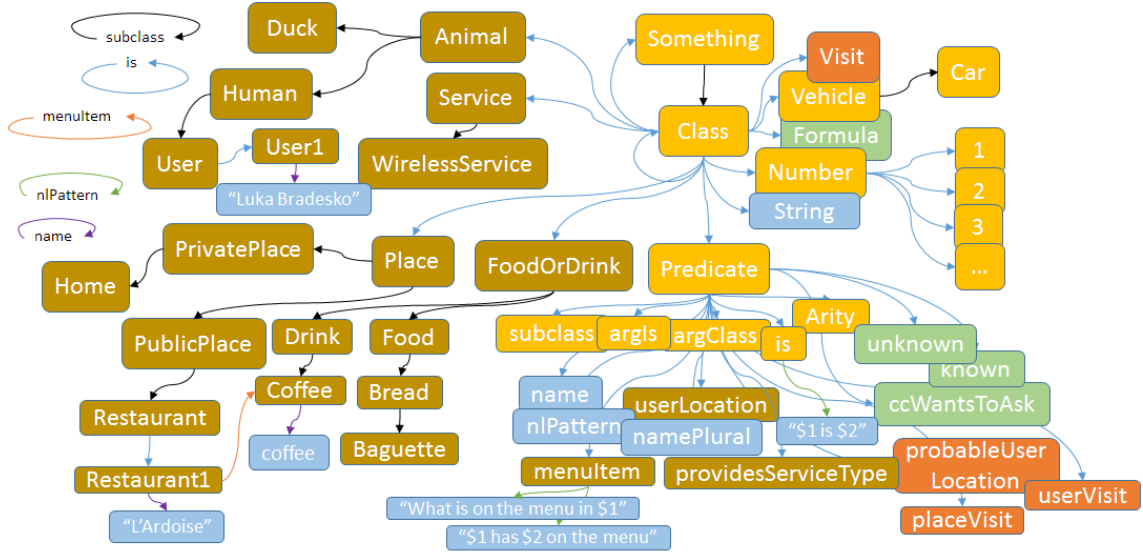 subclass
is
menuItem
nlPattern
name
Duck
Animal
Something
Visit
Car
Human
Service
Vehicle
Class
Formula
User
User1
WirelessService
Number
1
"Luka Bradesko"
String
2
3
...
PrivatePlace
Place
FoodOrDrink
Predicate
Home
PublicPlace
Drink
Food
subclass
argIs
argClass
is
Arity
unknown
known
Coffee
Bread
name
userLocation
ccWantsToAsk
Restaurant
nlPattern
namePlural
"$1 is $2"
coffee
Baguette
menuItem
providesServiceType
probableUser
Location
userVisit
placeVisit
Restaurant1
"L'Ardoise"
"What is on the menu in $1"
"$1 has $2 on the menu"